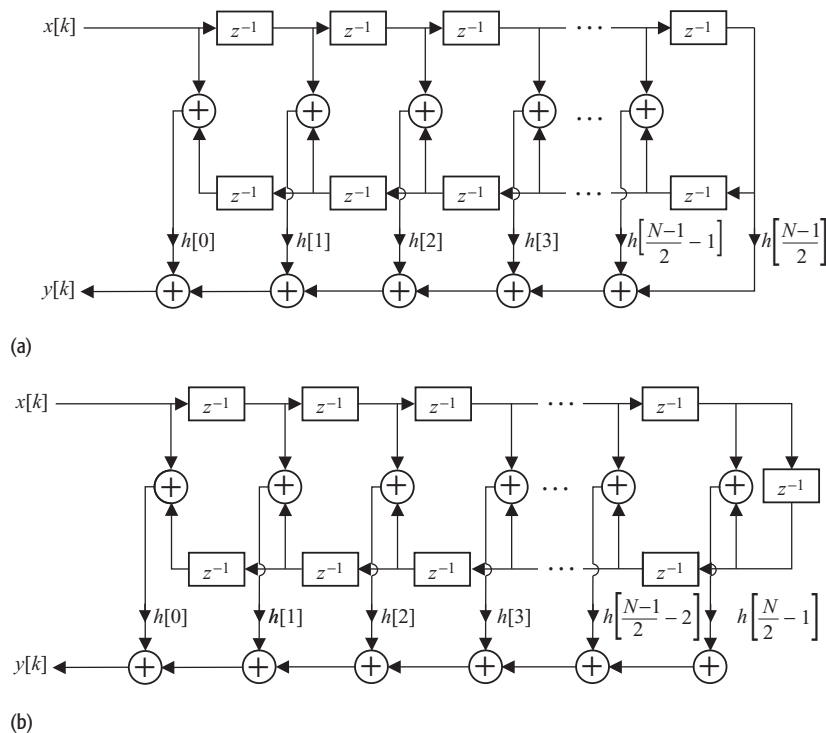 x[k] z⁻¹ z⁻¹ z⁻¹ ... z⁻¹
+ + + + ... +
z⁻¹ z⁻¹ z⁻¹ ... z⁻¹
h[0] h[1] h[2] h[3] h[(N−1)/2 − 1] h[(N−1)/2]
y[k] + + + + +
(a)
x[k] z⁻¹ z⁻¹ z⁻¹ ... z⁻¹
+ + + + ... + + z⁻¹
z⁻¹ z⁻¹ z⁻¹ ... z⁻¹
h[0] h[1] h[2] h[3] h[(N−1)/2 − 2] h[N/2 − 1]
y[k] + + + + + +
(b)